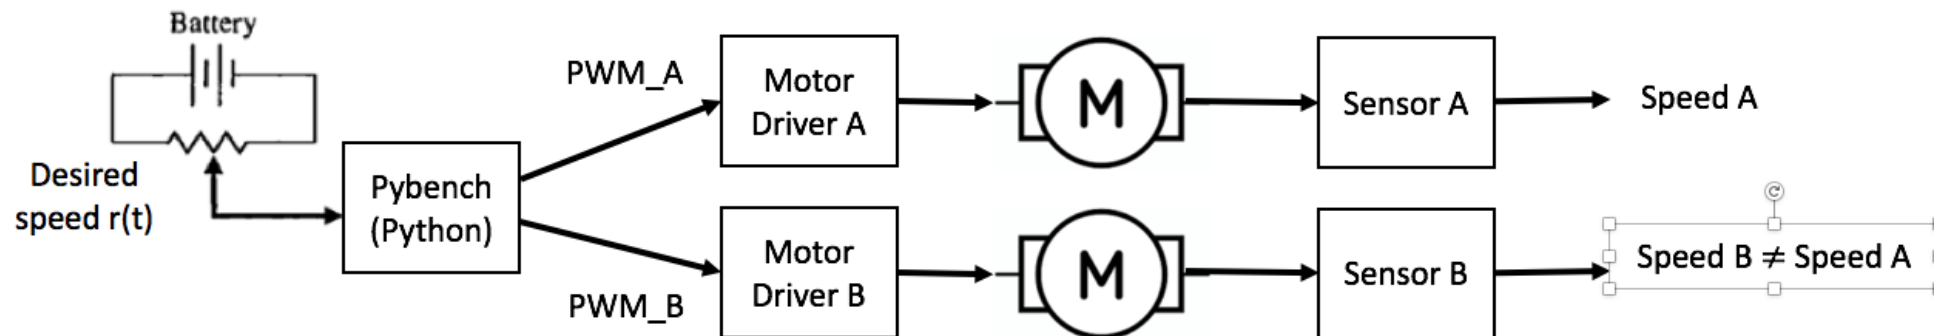 Battery
Desired
speed r(t)
Pybench
(Python)
PWM_A
Motor
Driver A
M
Sensor A
Speed A
PWM_B
Motor
Driver B
M
Sensor B
Speed B ≠ Speed A